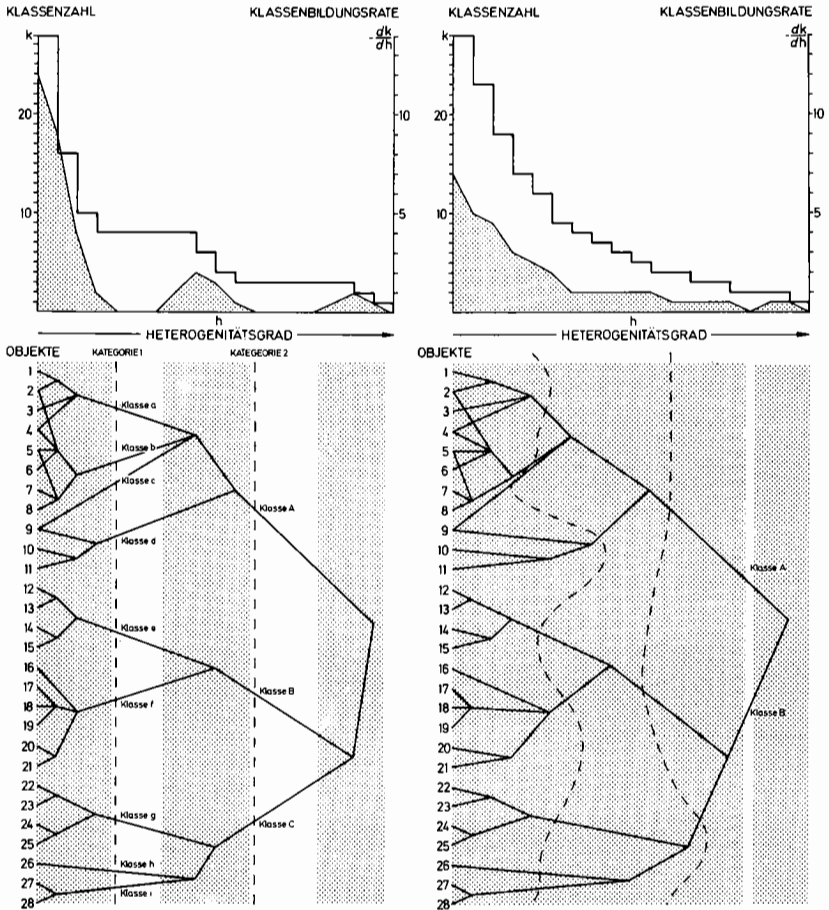 KLASSENZAHL KLASSENBILDUNGSRATE
k
-dk/dh
20
10
10
5
h
HETEROGENITÄTSGRAD
OBJEKTE KATEGORIE 1 KATEGEORIE 2
1
2
3
4
5
6
7
8
9
10
11
12
13
14
15
16
17
18
19
20
21
22
23
24
25
26
27
28
Klasse a
Klasse b
Klasse c
Klasse d
Klasse e
Klasse f
Klasse g
Klasse h
Klasse i
Klasse A
Klasse B
Klasse C
KLASSENZAHL KLASSENBILDUNGSRATE
k
-dk/dh
20
10
10
5
h
HETEROGENITÄTSGRAD
OBJEKTE
1
2
3
4
5
6
7
8
9
10
11
12
13
14
15
16
17
18
19
20
21
22
23
24
25
26
27
28
Klasse A
Klasse B